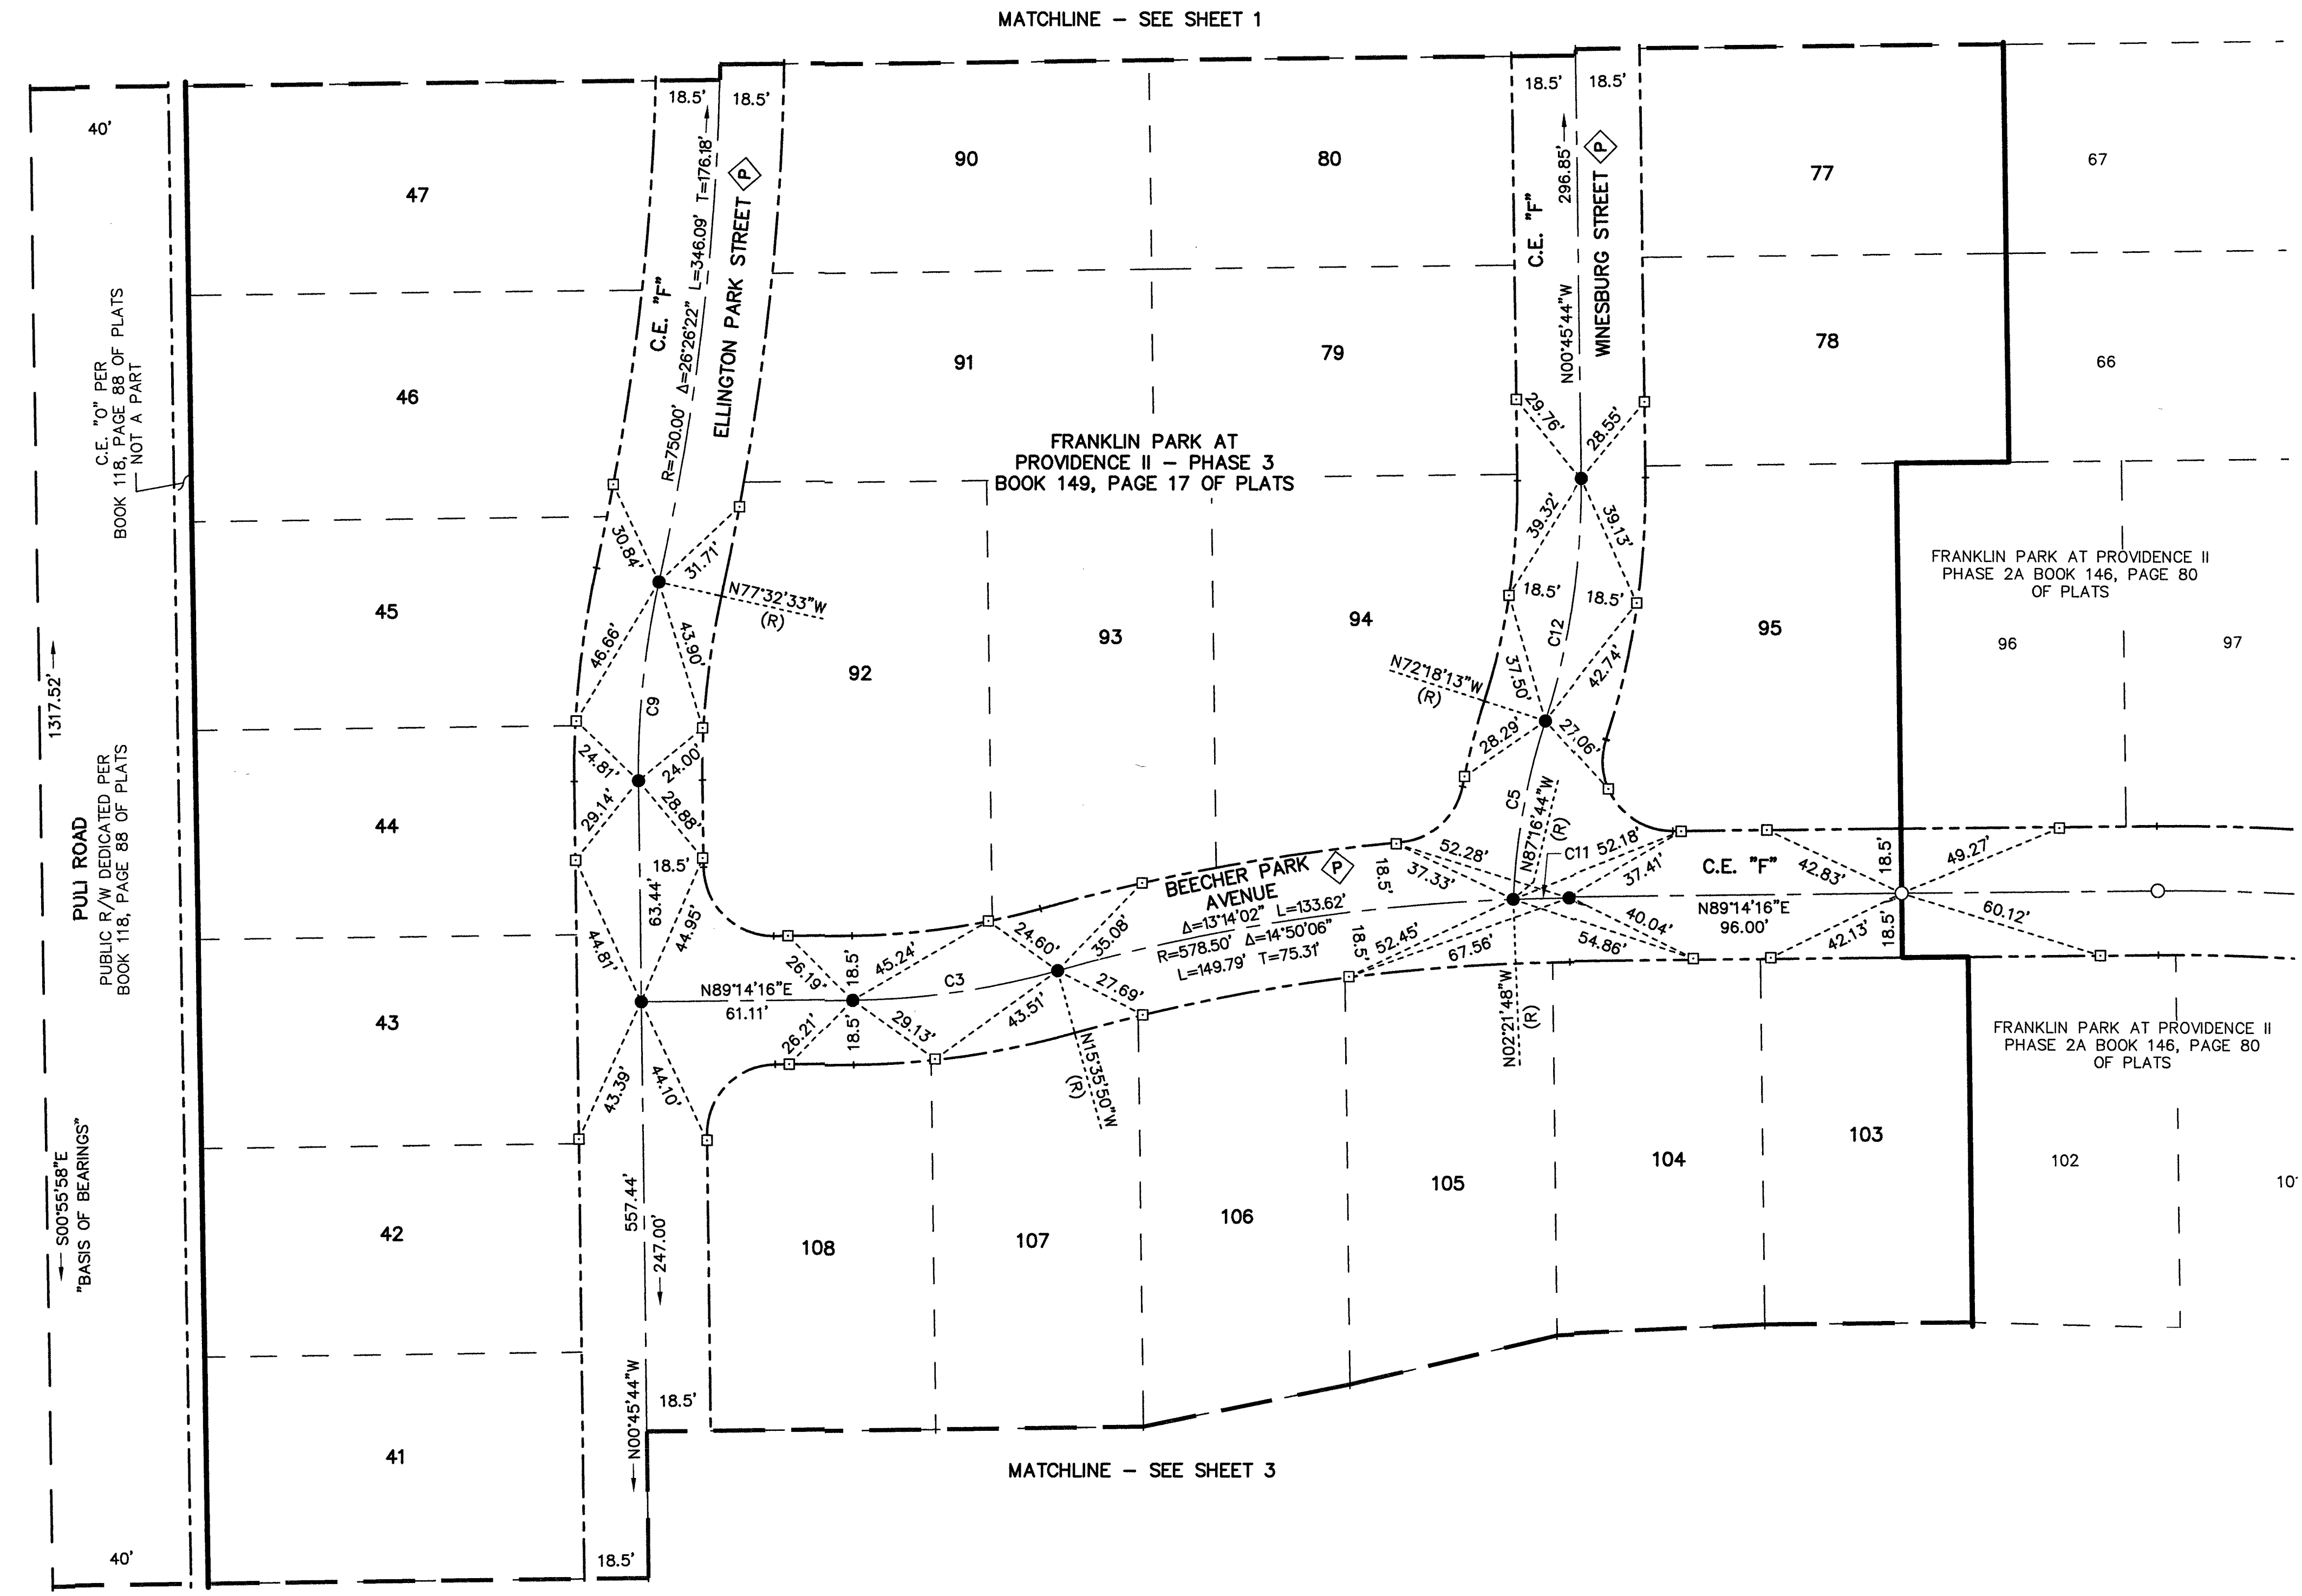 MATCHLINE – SEE SHEET 1
40'
18.5'
18.5'
18.5'
18.5'
47
90
80
77
67
R=750.00' Δ=26°26'22" L=346.09' T=176.18'
ELLINGTON PARK STREET
P
C.E. "F"
296.85'
N00°45'44"W
WINESBURG STREET
P
C.E. "F"
C.E. "O" PER
BOOK 118, PAGE 88 OF PLATS
NOT A PART
46
91
79
78
66
29.76'
28.55'
FRANKLIN PARK AT
PROVIDENCE II – PHASE 3
BOOK 149, PAGE 17 OF PLATS
30.84'
31.71'
39.32'
39.13'
N77°32'33"W
(R)
18.5'
18.5'
FRANKLIN PARK AT PROVIDENCE II
PHASE 2A BOOK 146, PAGE 80
OF PLATS
45
92
93
94
95
96
97
46.66'
43.90'
C9
C12
N72°18'13"W
(R)
37.50'
42.74'
28.29'
27.06'
1317.52'
PULI ROAD
PUBLIC R/W DEDICATED PER
BOOK 118, PAGE 88 OF PLATS
24.81'
24.00'
29.14'
28.88'
44
18.5'
63.44'
44.81'
44.95'
C5
N87°16'44"W
(R)
C11
52.18'
52.28'
37.33'
37.41'
C.E. "F"
42.83'
18.5'
49.27'
BEECHER PARK
AVENUE
P
18.5'
Δ=13°14'02" L=133.62'
R=578.50' Δ=14°50'06"
L=149.79' T=75.31'
18.5'
52.45'
67.56'
40.04'
54.86'
N89°14'16"E
96.00'
42.13'
18.5'
60.12'
26.19'
18.5'
45.24'
24.60'
35.08'
N89°14'16"E
61.11'
C3
26.21'
18.5'
29.13'
43.51'
27.69'
N15°35'50"W
(R)
N02°21'48"W
(R)
43
43.39'
44.10'
FRANKLIN PARK AT PROVIDENCE II
PHASE 2A BOOK 146, PAGE 80
OF PLATS
S00°55'58"E
"BASIS OF BEARINGS"
42
557.44'
247.00'
108
107
106
105
104
103
102
10
N00°45'44"W
18.5'
41
MATCHLINE – SEE SHEET 3
40'
18.5'